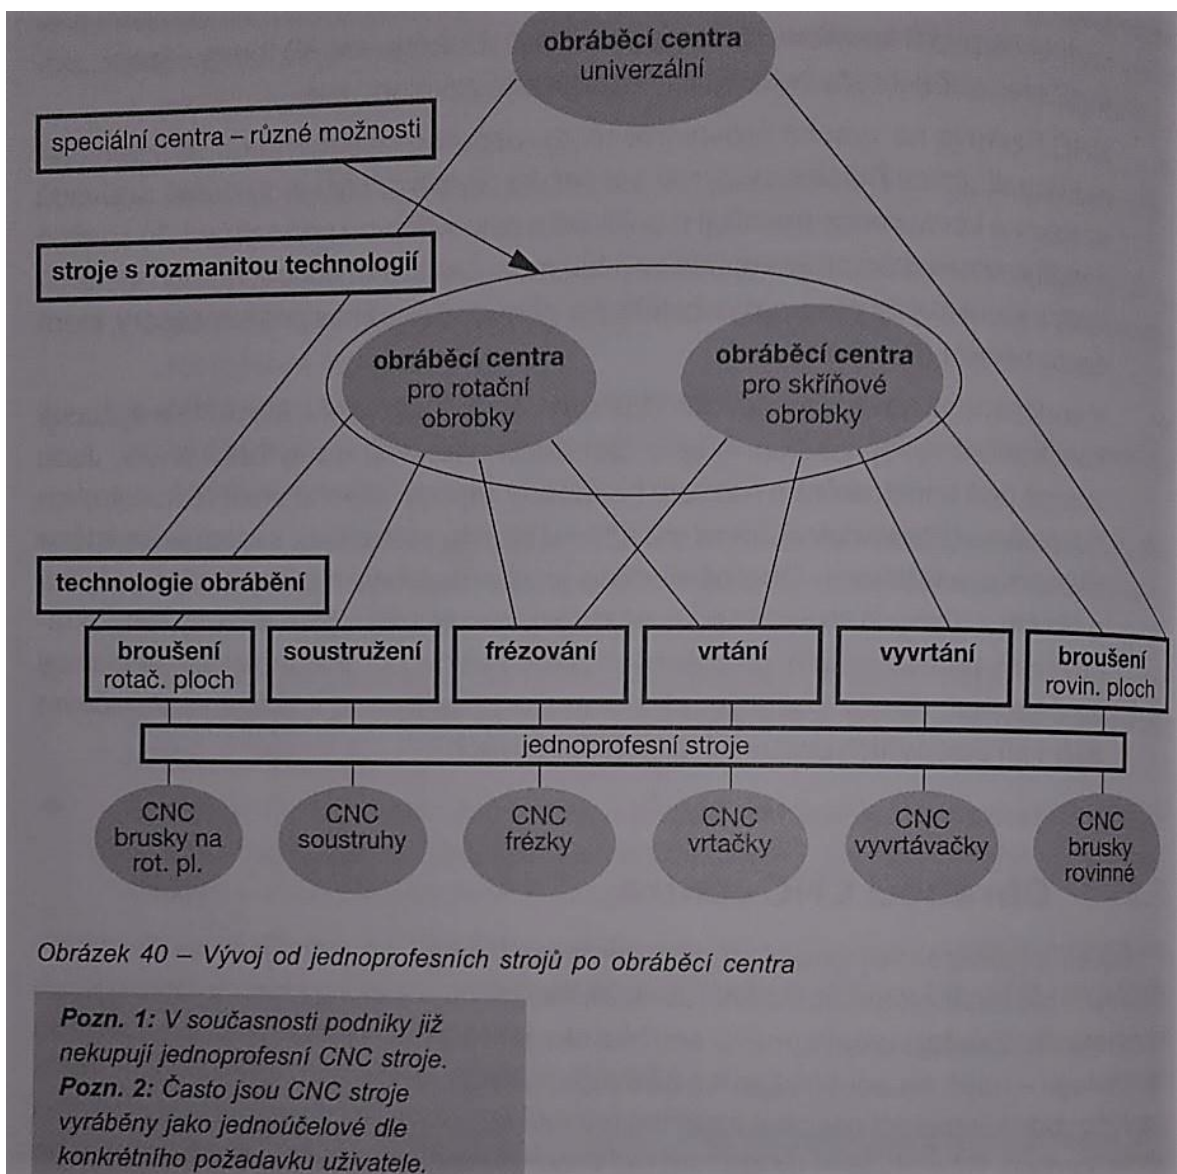 obráběcí centra
univerzální
speciální centra – různé možnosti
stroje s rozmanitou technologií
obráběcí centra
pro rotační
obrobky
obráběcí centra
pro skříňové
obrobky
technologie obrábění
broušení
rotač. ploch
soustružení
frézování
vrtání
vyvrtání
broušení
rovin. ploch
jednoprofesní stroje
CNC
brusky na
rot. pl.
CNC
soustruhy
CNC
frézky
CNC
vrtačky
CNC
vyvrtávačky
CNC
brusky
rovinné
Obrázek 40 – Vývoj od jednoprofesních strojů po obráběcí centra
Pozn. 1: V současnosti podniky již
nekupují jednoprofesní CNC stroje.
Pozn. 2: Často jsou CNC stroje
vyráběny jako jednoúčelové dle
konkrétního požadavku uživatele.